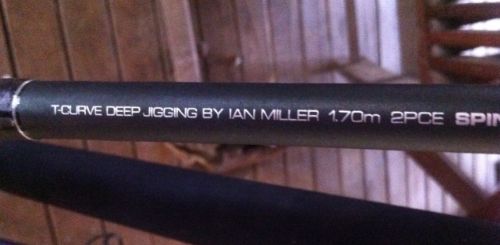 T-CURVE DEEP JIGGING BY IAN MILLER 1.70m 2PCE SPIN